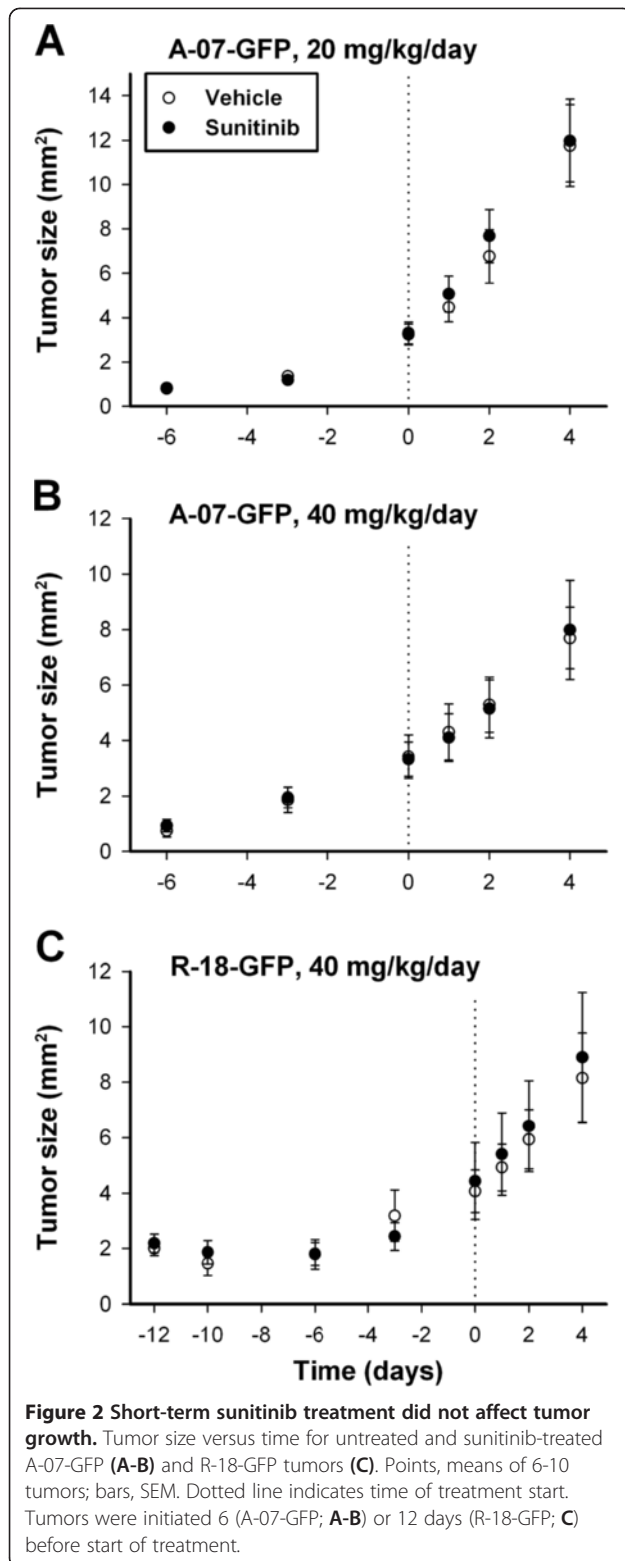 A
A-07-GFP, 20 mg/kg/day
Vehicle
Sunitinib
Tumor size (mm²)
14
12
10
8
6
4
2
0
-6 -4 -2 0 2 4
B
A-07-GFP, 40 mg/kg/day
Tumor size (mm²)
12
10
8
6
4
2
0
-6 -4 -2 0 2 4
C
R-18-GFP, 40 mg/kg/day
Tumor size (mm²)
12
10
8
6
4
2
0
-12 -10 -8 -6 -4 -2 0 2 4
Time (days)
Figure 2 Short-term sunitinib treatment did not affect tumor
growth. Tumor size versus time for untreated and sunitinib-treated
A-07-GFP (A-B) and R-18-GFP tumors (C). Points, means of 6-10
tumors; bars, SEM. Dotted line indicates time of treatment start.
Tumors were initiated 6 (A-07-GFP; A-B) or 12 days (R-18-GFP; C)
before start of treatment.